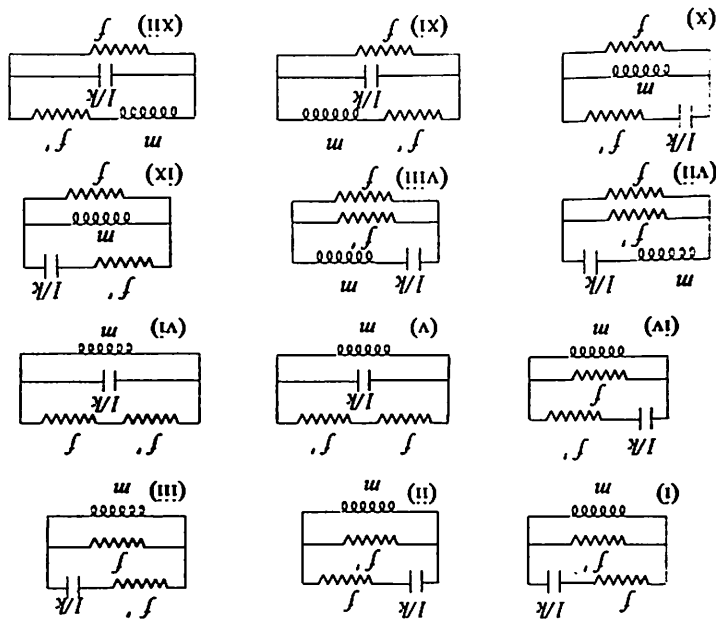 f 1/k 1/k f f' 1/k
f' f' f
(i) m (ii) m (iii) m
1/k f' f f' f' f
f 1/k 1/k
(iv) m (v) m (vi) m
m 1/k 1/k m f' 1/k
f' f' m
(vii) f (viii) f (ix) f
1/k f' f' m m f'
m 1/k 1/k
(x) f (xi) f (xii) f